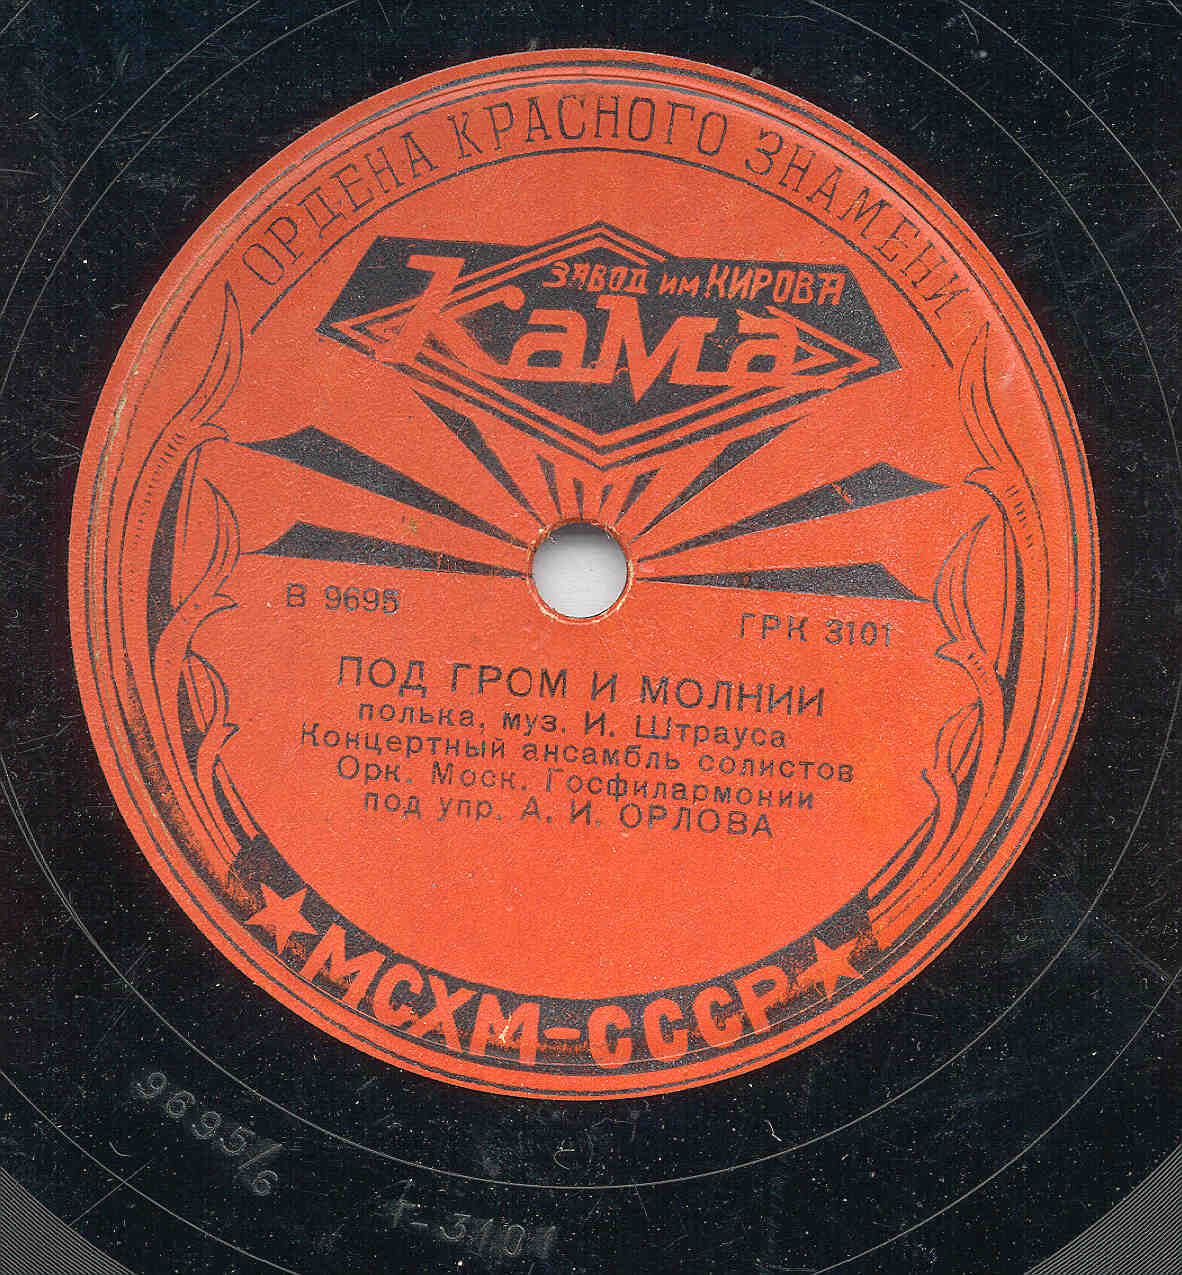 ОРДЕНА КРАСНОГО ЗНАМЕНИ
ЗАВОД им КИРОВА
КаМа
В 9695
ГРК 3101
ПОД ГРОМ И МОЛНИИ
полька, муз. И. Штрауса
Концертный ансамбль солистов
Орк. Моск. Госфилармонии
под упр. А. И. ОРЛОВА
МСХМ-СССР
9695/6
г-3101